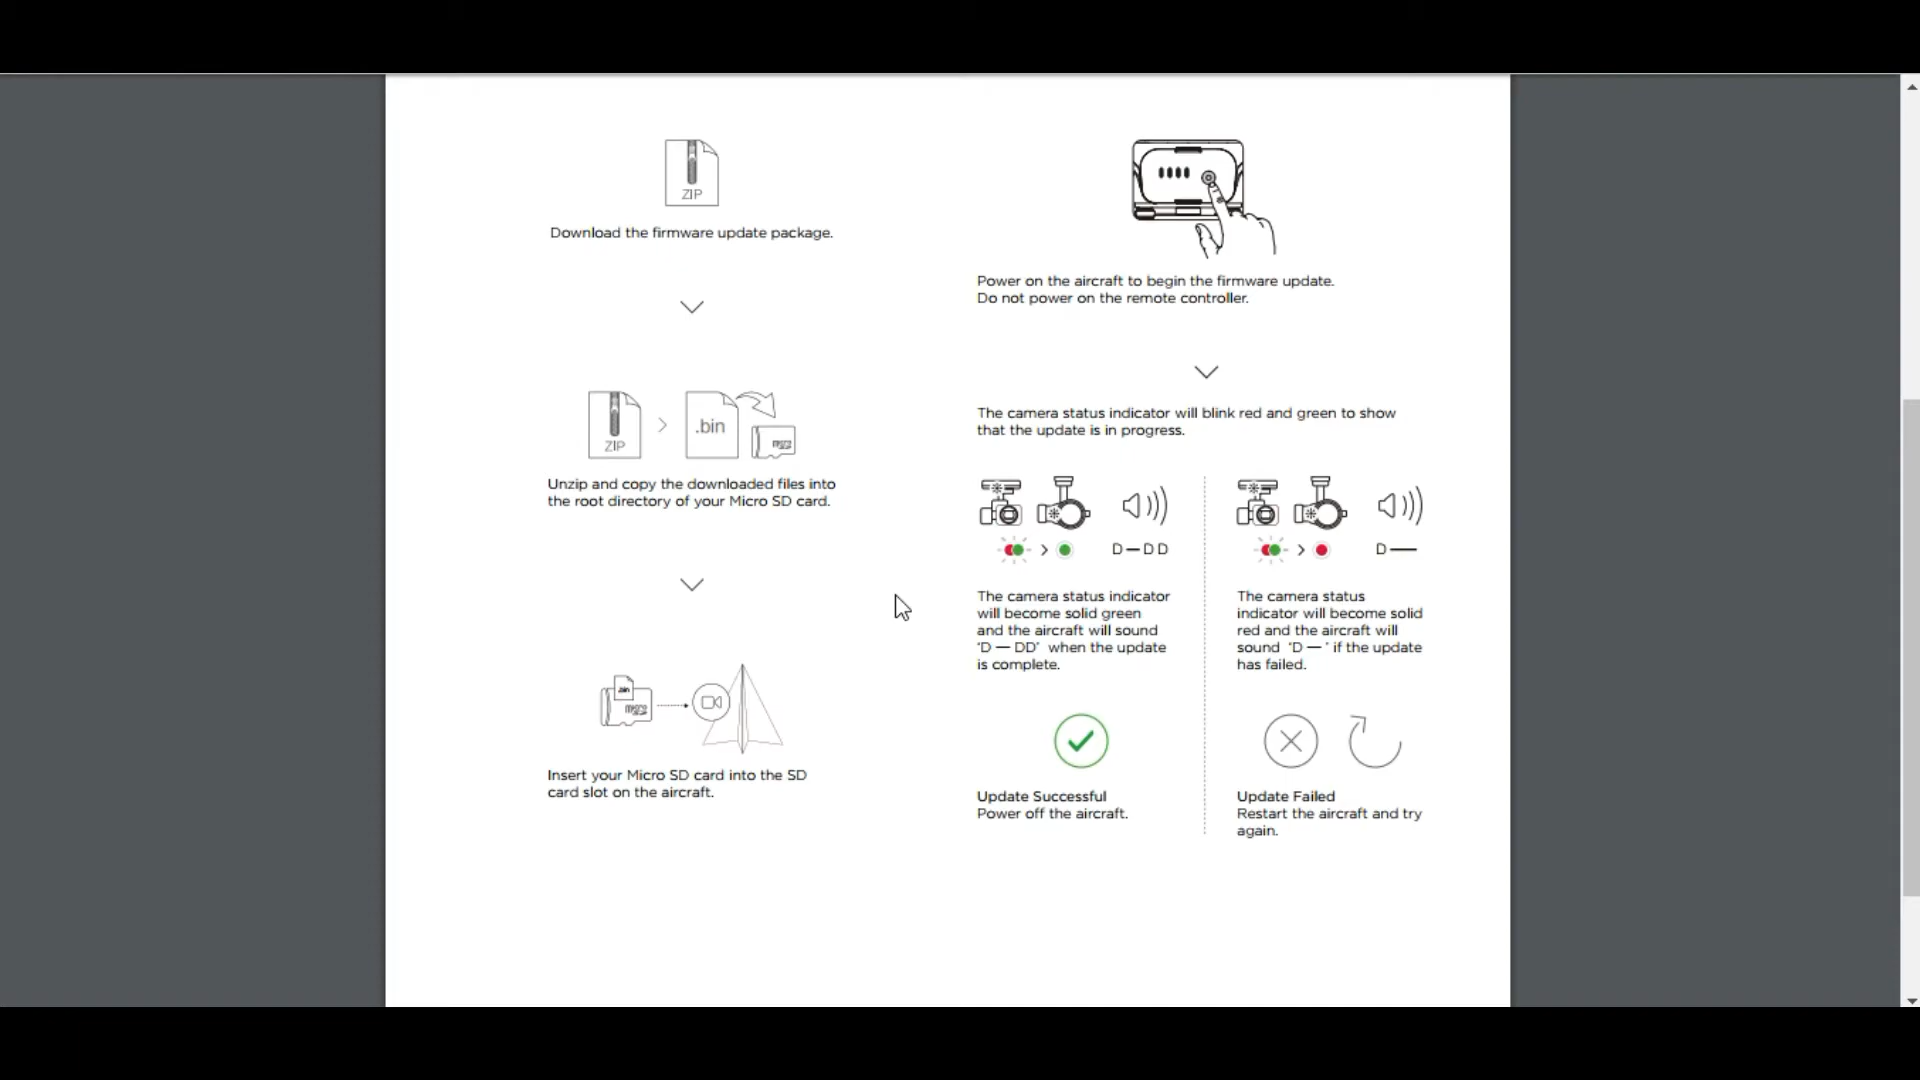 ZIP
Download the firmware update package.
ZIP
.bin
Unzip and copy the downloaded files into
the root directory of your Micro SD card.
.bin
Insert your Micro SD card into the SD
card slot on the aircraft.
Power on the aircraft to begin the firmware update.
Do not power on the remote controller.
The camera status indicator will blink red and green to show
that the update is in progress.
D — D D
The camera status indicator
will become solid green
and the aircraft will sound
'D — DD' when the update
is complete.
Update Successful
Power off the aircraft.
D —
The camera status
indicator will become solid
red and the aircraft will
sound 'D — ' if the update
has failed.
Update Failed
Restart the aircraft and try
again.